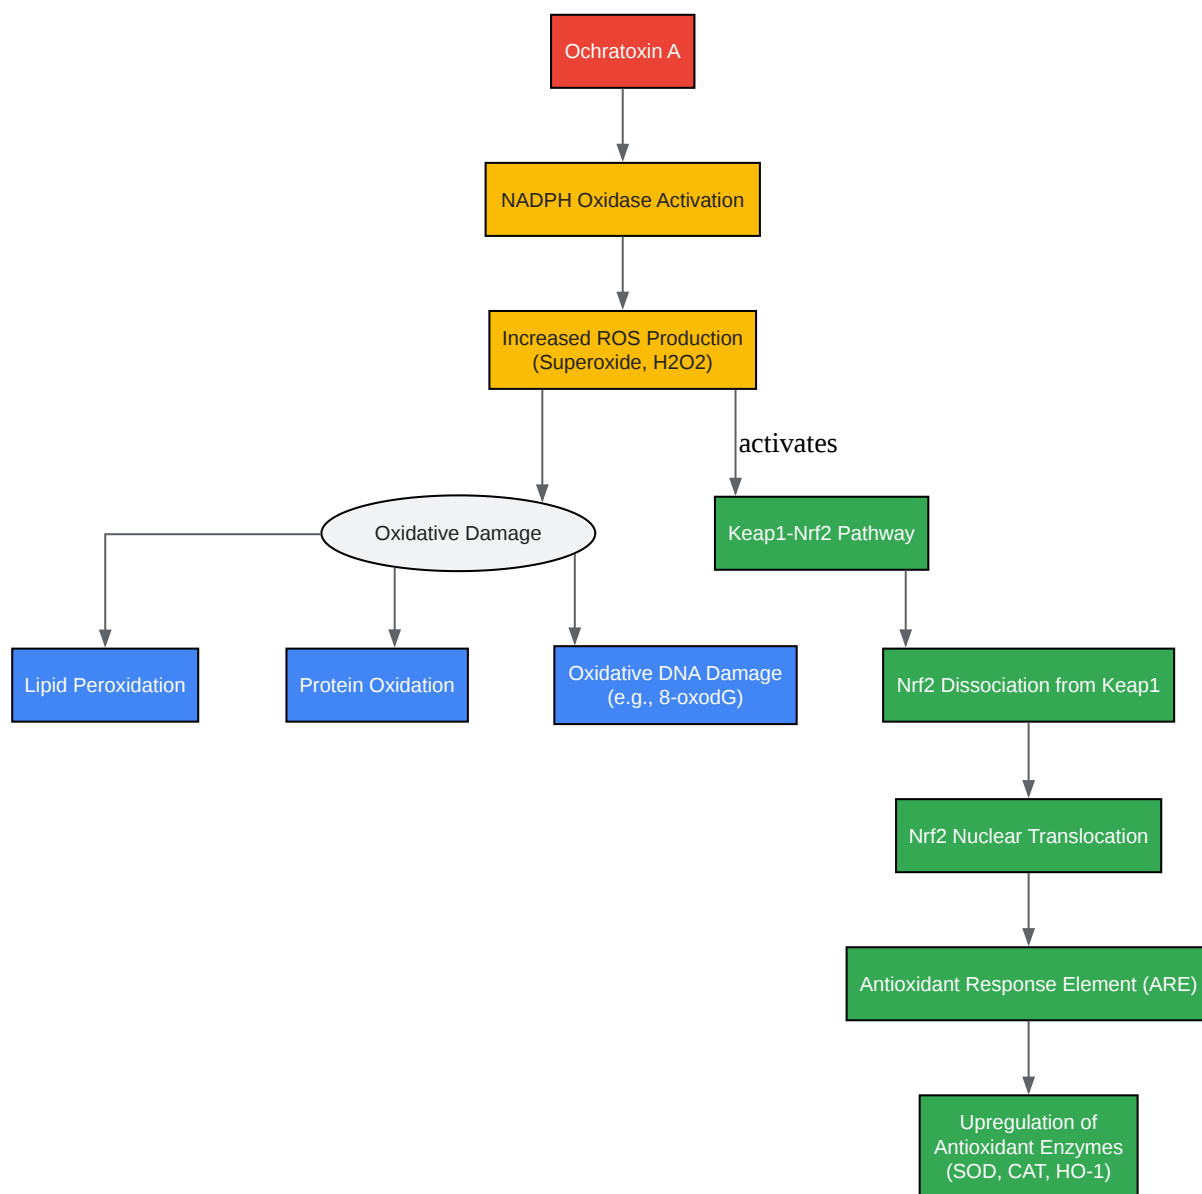 Ochratoxin A
NADPH Oxidase Activation
Increased ROS Production
(Superoxide, H2O2)
activates
Oxidative Damage
Keap1-Nrf2 Pathway
Lipid Peroxidation
Protein Oxidation
Oxidative DNA Damage
(e.g., 8-oxodG)
Nrf2 Dissociation from Keap1
Nrf2 Nuclear Translocation
Antioxidant Response Element (ARE)
Upregulation of
Antioxidant Enzymes
(SOD, CAT, HO-1)